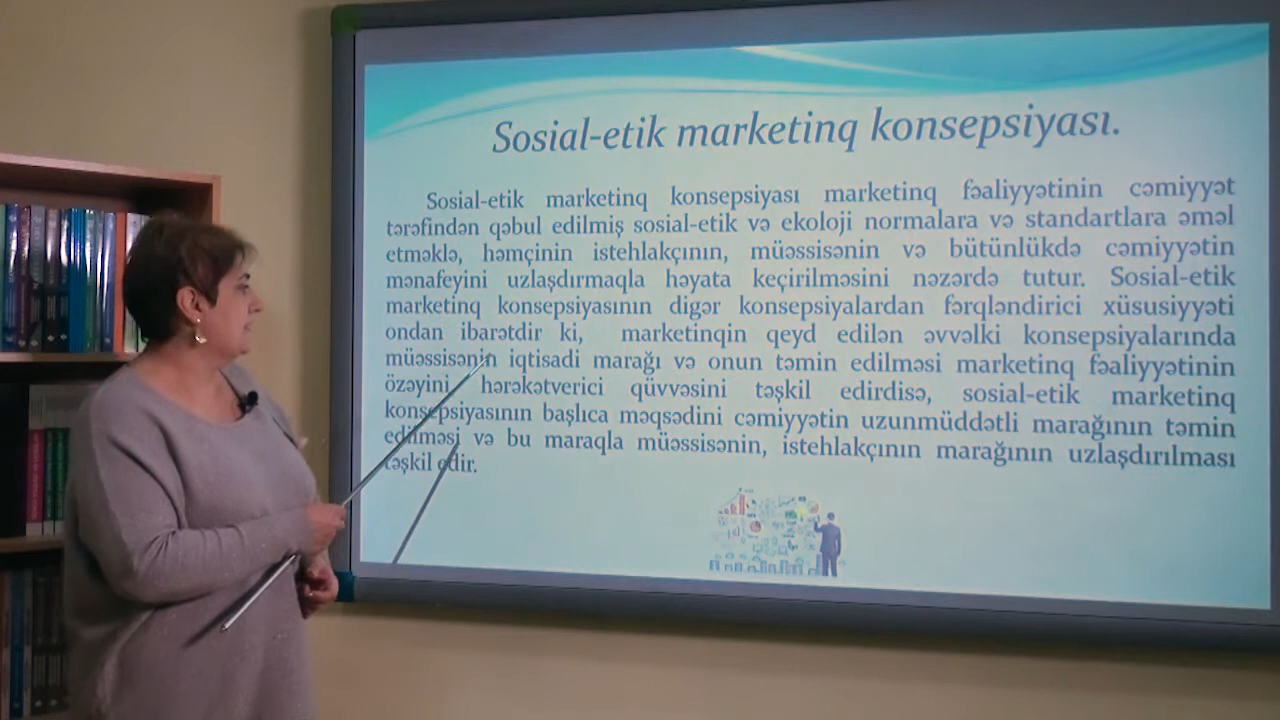 Sosial-etik marketinq konsepsiyası.
Sosial-etik marketinq konsepsiyası marketinq fəaliyyətinin cəmiyyət
tərəfindən qəbul edilmiş sosial-etik və ekoloji normalara və standartlara əməl
etməklə, həmçinin istehlakçının, müəssisənin və bütünlükdə cəmiyyətin
mənafeyini uzlaşdırmaqla həyata keçirilməsini nəzərdə tutur. Sosial-etik
marketinq konsepsiyasının digər konsepsiyalardan fərqləndirici xüsusiyyəti
ondan ibarətdir ki, marketinqin qeyd edilən əvvəlki konsepsiyalarında
müəssisənin iqtisadi marağı və onun təmin edilməsi marketinq fəaliyyətinin
özəyini, hərəkətverici qüvvəsini təşkil edirdisə, sosial-etik marketinq
konsepsiyasının başlıca məqsədini cəmiyyətin uzunmüddətli marağının təmin
edilməsi və bu maraqla müəssisənin, istehlakçının marağının uzlaşdırılması
təşkil edir.